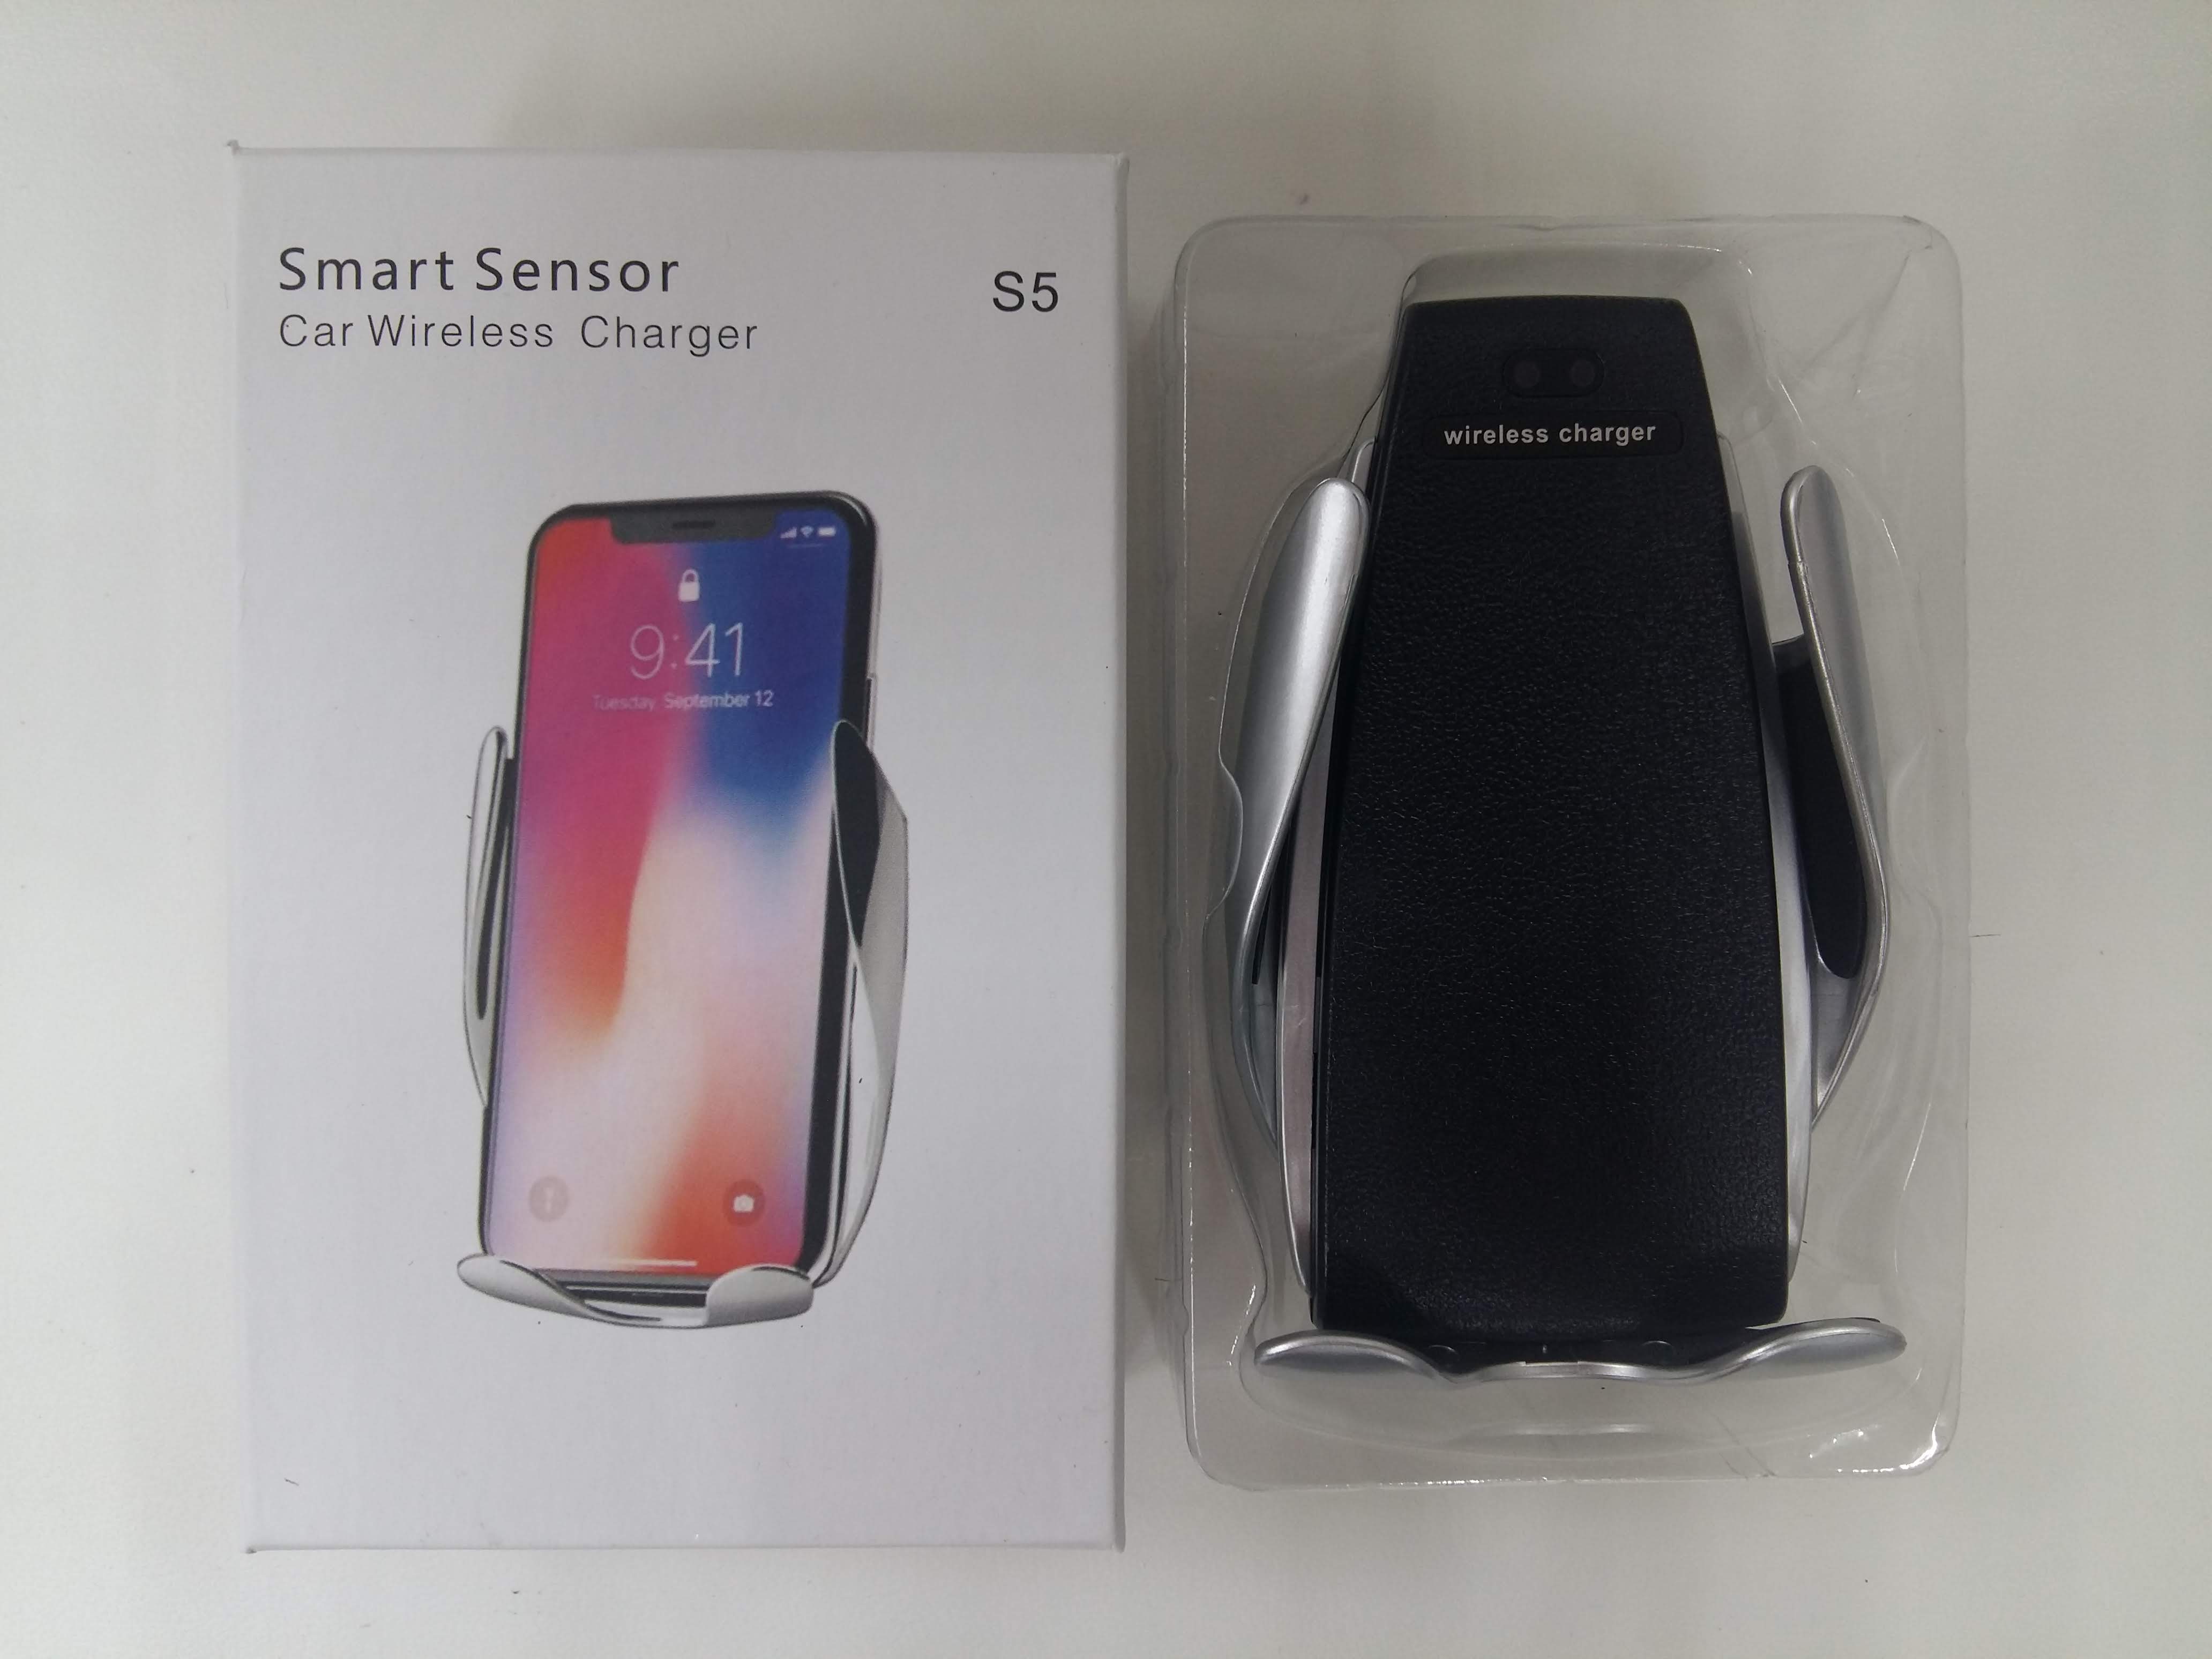 Smart Sensor
Car Wireless Charger
S5
9:41
Tuesday, September 12
wireless charger